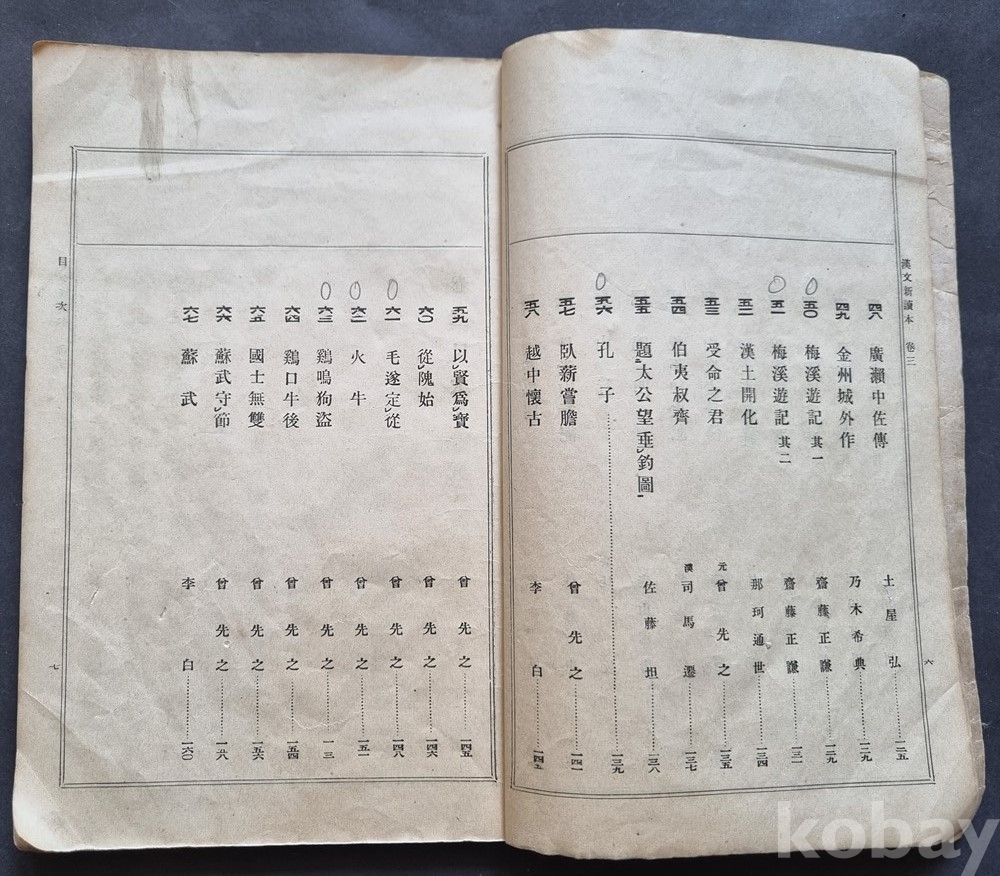 漢文新讀本 卷三
六
四八 廣瀨中佐傳 土屋弘 一二五
四九 金州城外作 乃木希典 一二九
五〇 梅溪遊記 其一 齋藤正謙 一二九
五一 梅溪遊記 其二 齋藤正謙 一三一
五二 漢土開化 那珂通世 一三四
五三 受命之君 元 曾先之 一三五
五四 伯夷叔齊 漢 司馬遷 一三七
五五 題太公望垂釣圖 佐藤坦 一三八
五六 孔子 一三九
五七 臥薪嘗膽 曾先之 一四一
五八 越中懷古 李白 一四五
五九 以賢爲寶 曾先之 一四五
六〇 從隗始 曾先之 一四六
六一 毛遂定從 曾先之 一四八
六二 火牛 曾先之 一五一
六三 鷄鳴狗盜 曾先之 一三
六四 鷄口牛後 曾先之 一五四
六五 國士無雙 曾先之 一五六
六六 蘇武守節 曾先之 一五八
六七 蘇武 李白 一六〇
目次
七
kobay